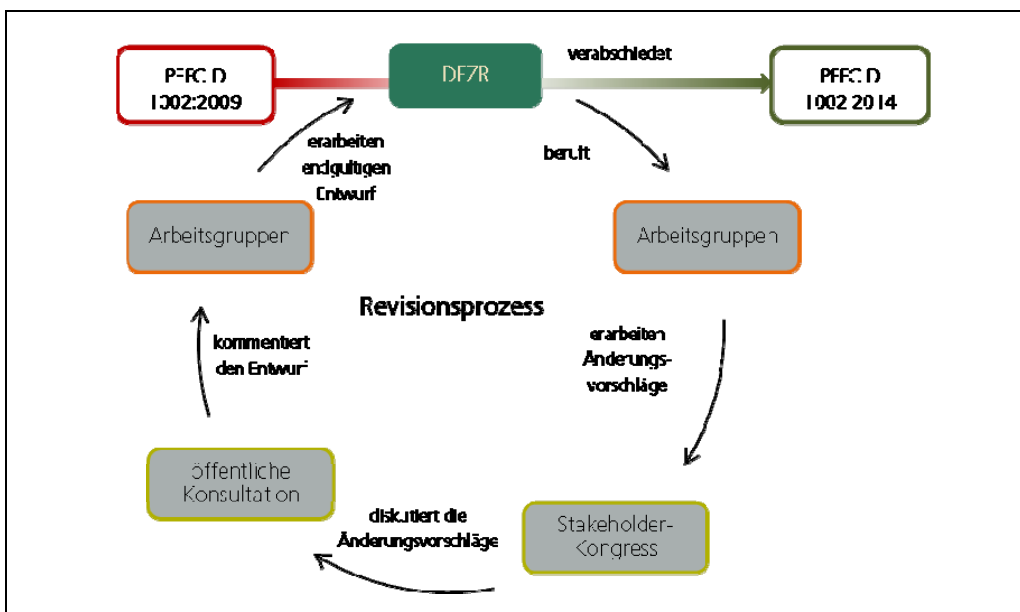 PEFC D
1002:2009
DFZR
verabschiedet
PEFC D
1002:2014
beruft
Arbeitsgruppen
erarbeiten
Änderungs-
vorschläge
Stakeholder-
Kongress
diskutiert die
Änderungsvorschläge
öffentliche
Konsultation
kommentiert
den Entwurf
Arbeitsgruppen
erarbeiten
endgültigen
Entwurf
Revisionsprozess